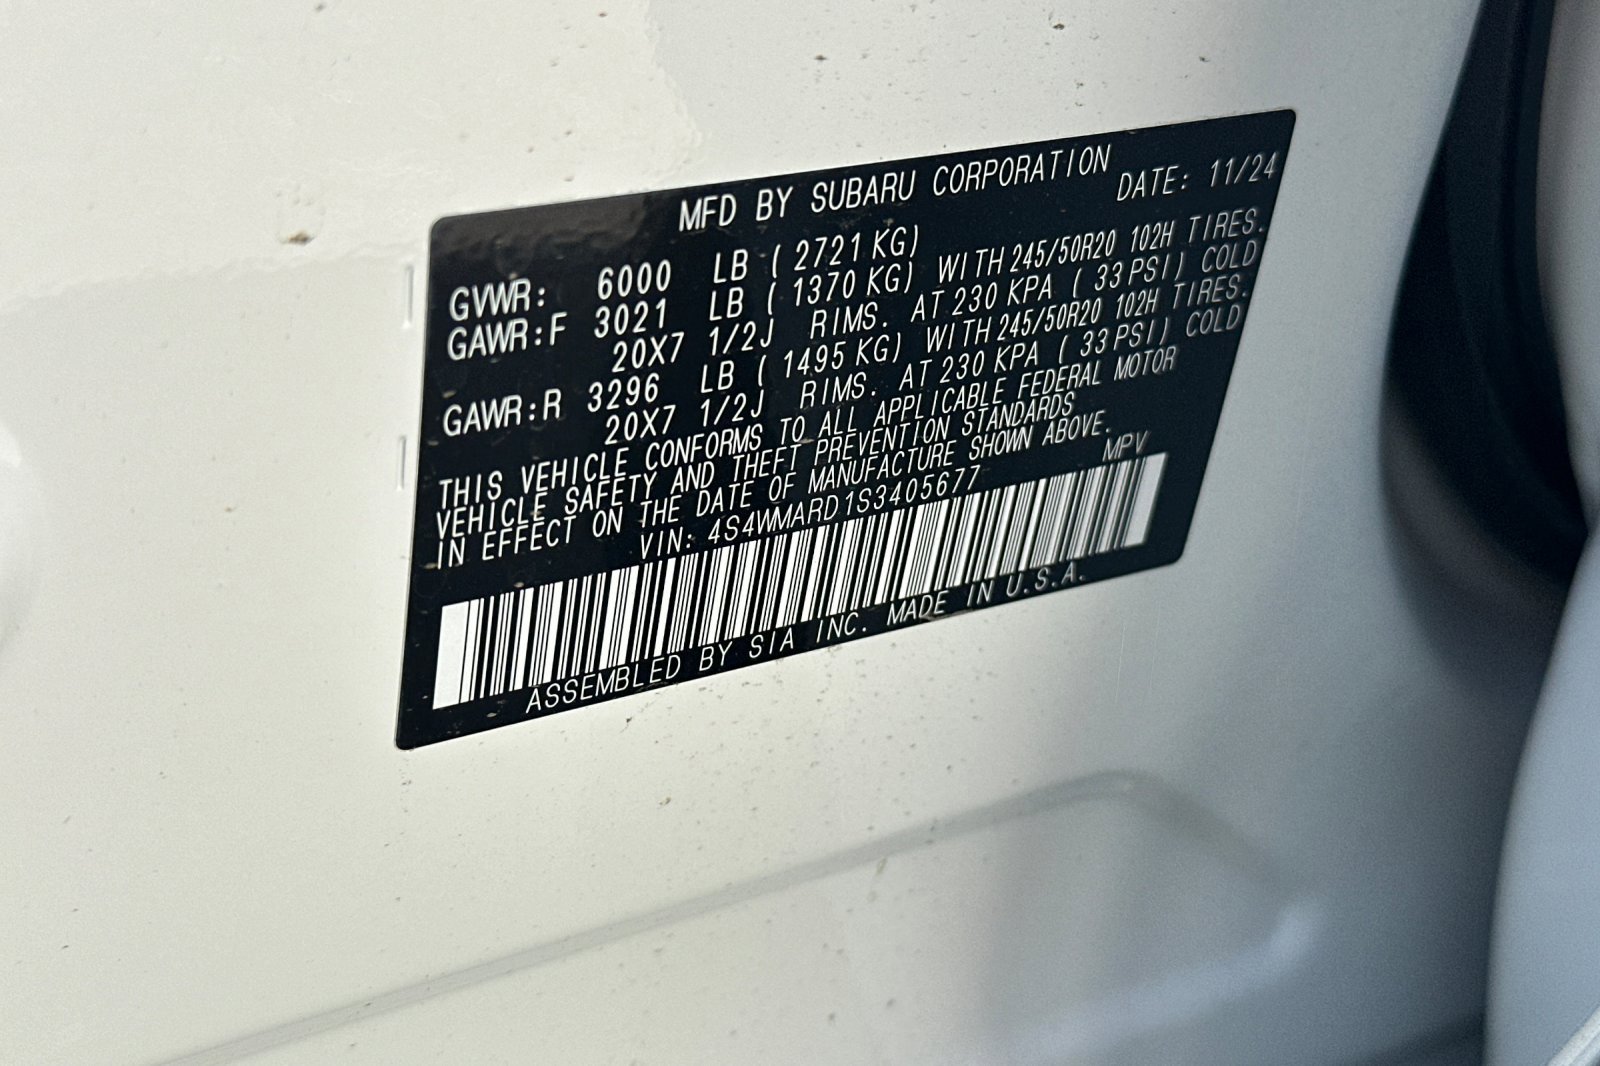 MFD BY SUBARU CORPORATION
DATE: 11/24
GVWR: 6000 LB ( 2721 KG)
GAWR:F 3021 LB ( 1370 KG) WITH 245/50R20 102H TIRES.
20X7 1/2J RIMS. AT 230 KPA ( 33 PSI) COLD
GAWR:R 3296 LB ( 1495 KG) WITH 245/50R20 102H TIRES.
20X7 1/2J RIMS. AT 230 KPA ( 33 PSI) COLD
THIS VEHICLE CONFORMS TO ALL APPLICABLE FEDERAL MOTOR
VEHICLE SAFETY AND THEFT PREVENTION STANDARDS
IN EFFECT ON THE DATE OF MANUFACTURE SHOWN ABOVE.
VIN: 4S4WMARD1S3405677 MPV
ASSEMBLED BY SIA INC. MADE IN U.S.A.